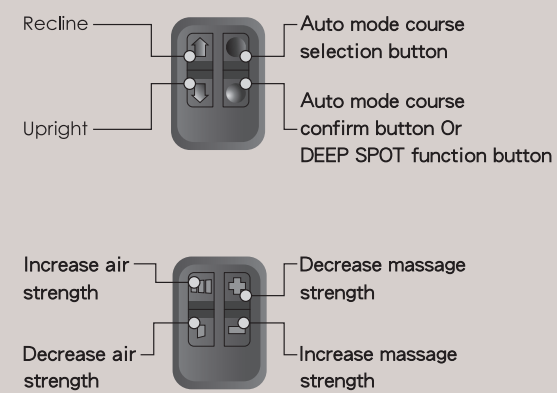 Recline
Auto mode course
selection button
Upright
Auto mode course
confirm button Or
DEEP SPOT function button
Increase air
strength
Decrease massage
strength
Decrease air
strength
Increase massage
strength